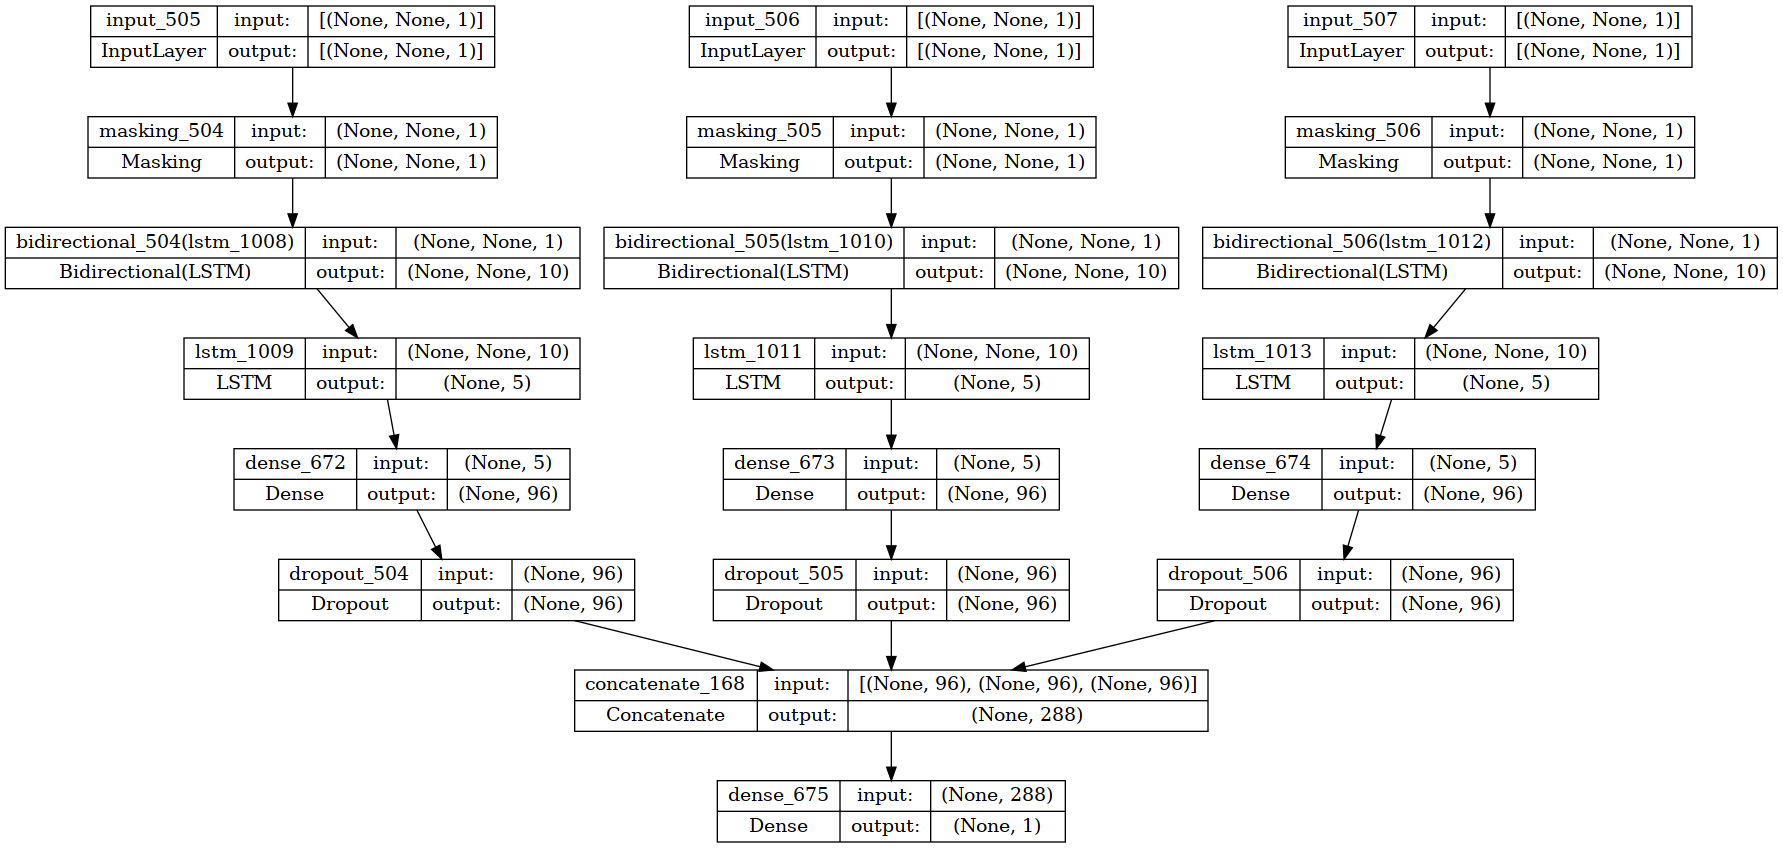 input_505 input: [(None, None, 1)] input_506 input: [(None, None, 1)] input_507 input: [(None, None, 1)]
InputLayer output: [(None, None, 1)] InputLayer output: [(None, None, 1)] InputLayer output: [(None, None, 1)]
masking_504 input: (None, None, 1) masking_505 input: (None, None, 1) masking_506 input: (None, None, 1)
Masking output: (None, None, 1) Masking output: (None, None, 1) Masking output: (None, None, 1)
bidirectional_504(lstm_1008) input: (None, None, 1) bidirectional_505(lstm_1010) input: (None, None, 1) bidirectional_506(lstm_1012) input: (None, None, 1)
Bidirectional(LSTM) output: (None, None, 10) Bidirectional(LSTM) output: (None, None, 10) Bidirectional(LSTM) output: (None, None, 10)
lstm_1009 input: (None, None, 10) lstm_1011 input: (None, None, 10) lstm_1013 input: (None, None, 10)
LSTM output: (None, 5) LSTM output: (None, 5) LSTM output: (None, 5)
dense_672 input: (None, 5) dense_673 input: (None, 5) dense_674 input: (None, 5)
Dense output: (None, 96) Dense output: (None, 96) Dense output: (None, 96)
dropout_504 input: (None, 96) dropout_505 input: (None, 96) dropout_506 input: (None, 96)
Dropout output: (None, 96) Dropout output: (None, 96) Dropout output: (None, 96)
concatenate_168 input: [(None, 96), (None, 96), (None, 96)]
Concatenate output: (None, 288)
dense_675 input: (None, 288)
Dense output: (None, 1)